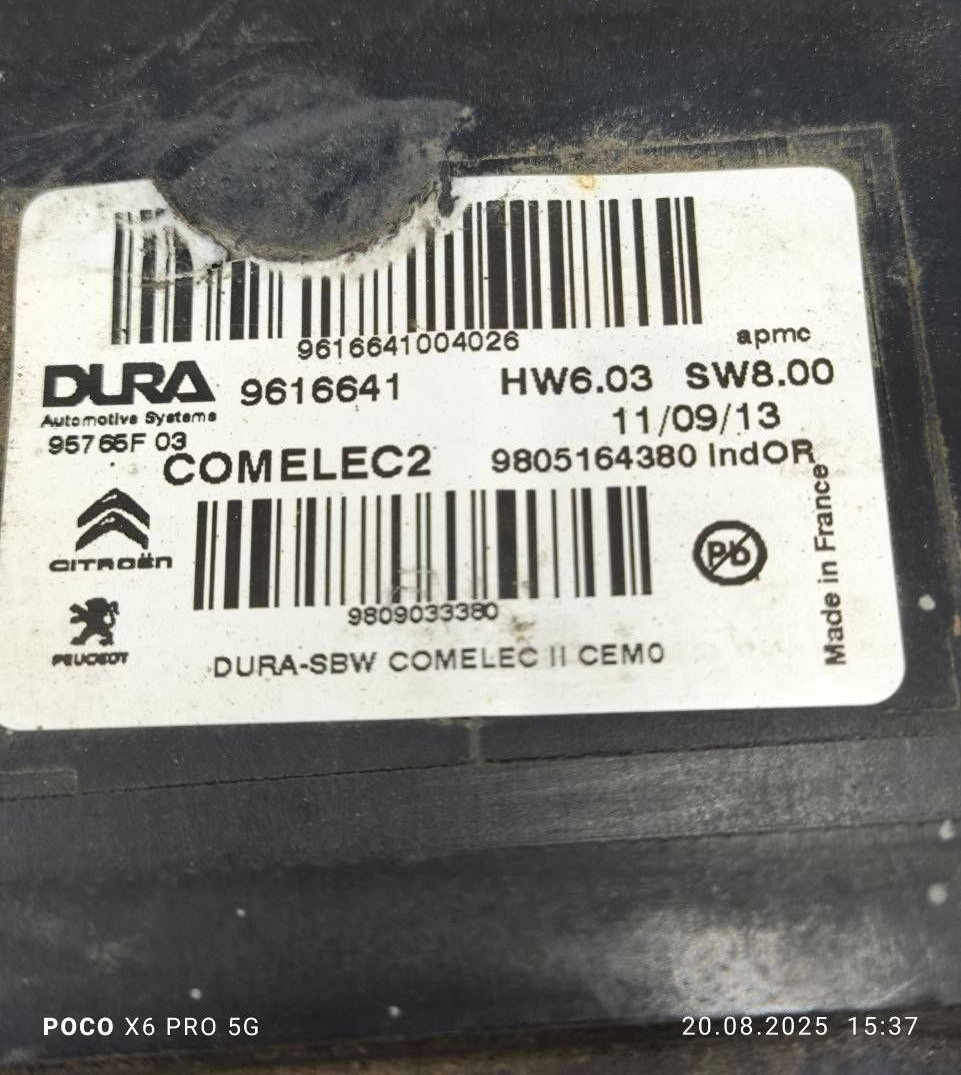 9616641004026
apmc
DURA
9616641
HW6.03 SW8.00
Automotive Systems
11/09/13
95765F 03
COMELEC2
9805164380 IndOR
CITROËN
Pb
Made in France
9809033380
PEUGEOT
DURA-SBW COMELEC II CEM0
POCO X6 PRO 5G
20.08.2025 15:37